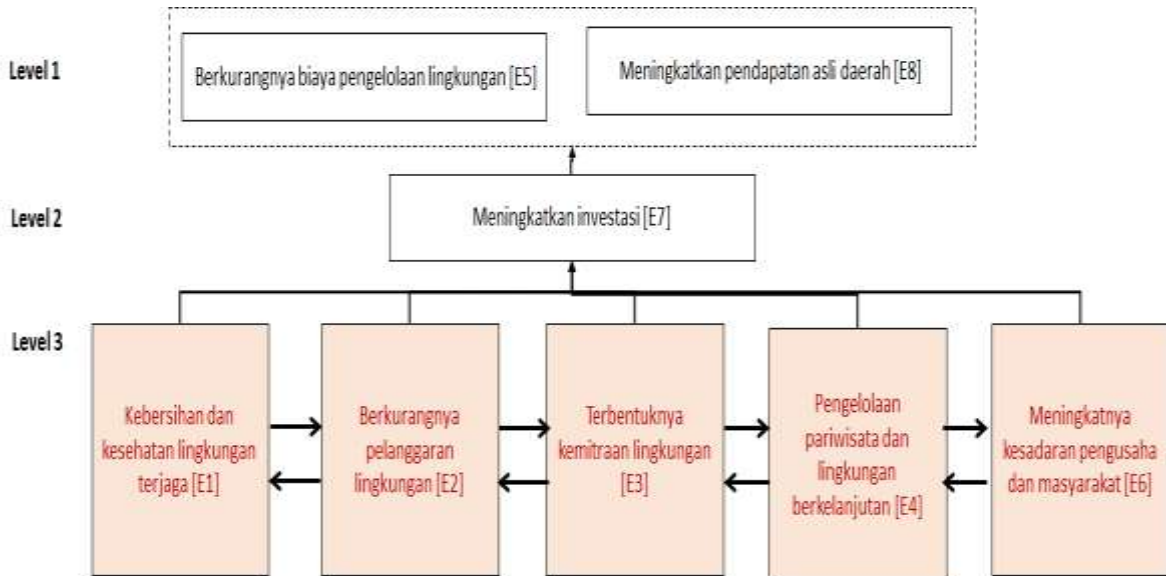 Level 1
Berkurangnya biaya pengelolaan lingkungan [E5]
Meningkatkan pendapatan asli daerah [E8]
Level 2
Meningkatkan investasi [E7]
Level 3
Kebersihan dan
kesehatan lingkungan
terjaga [E1]
Berkurangnya
pelanggaran
lingkungan [E2]
Terbentuknya
kemitraan lingkungan
[E3]
Pengelolaan
pariwisata dan
lingkungan
berkelanjutan [E4]
Meningkatnya
kesadaran pengusaha
dan masyarakat [E6]